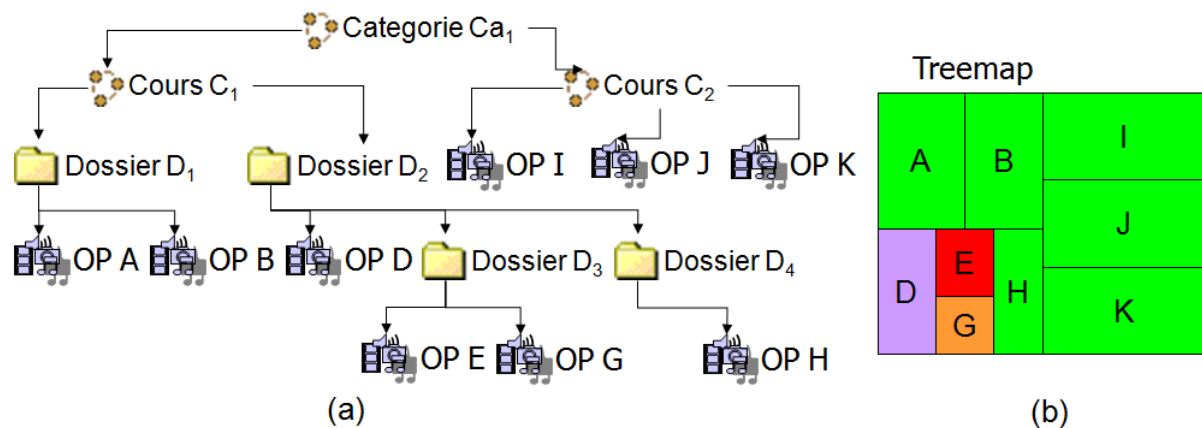 Categorie Ca1
Cours C1
Cours C2
Treemap
Dossier D1
Dossier D2
OP I
OP J
OP K
OP A
OP B
OP D
Dossier D3
Dossier D4
OP E
OP G
OP H
A
B
I
J
D
E
H
G
K
(a)
(b)